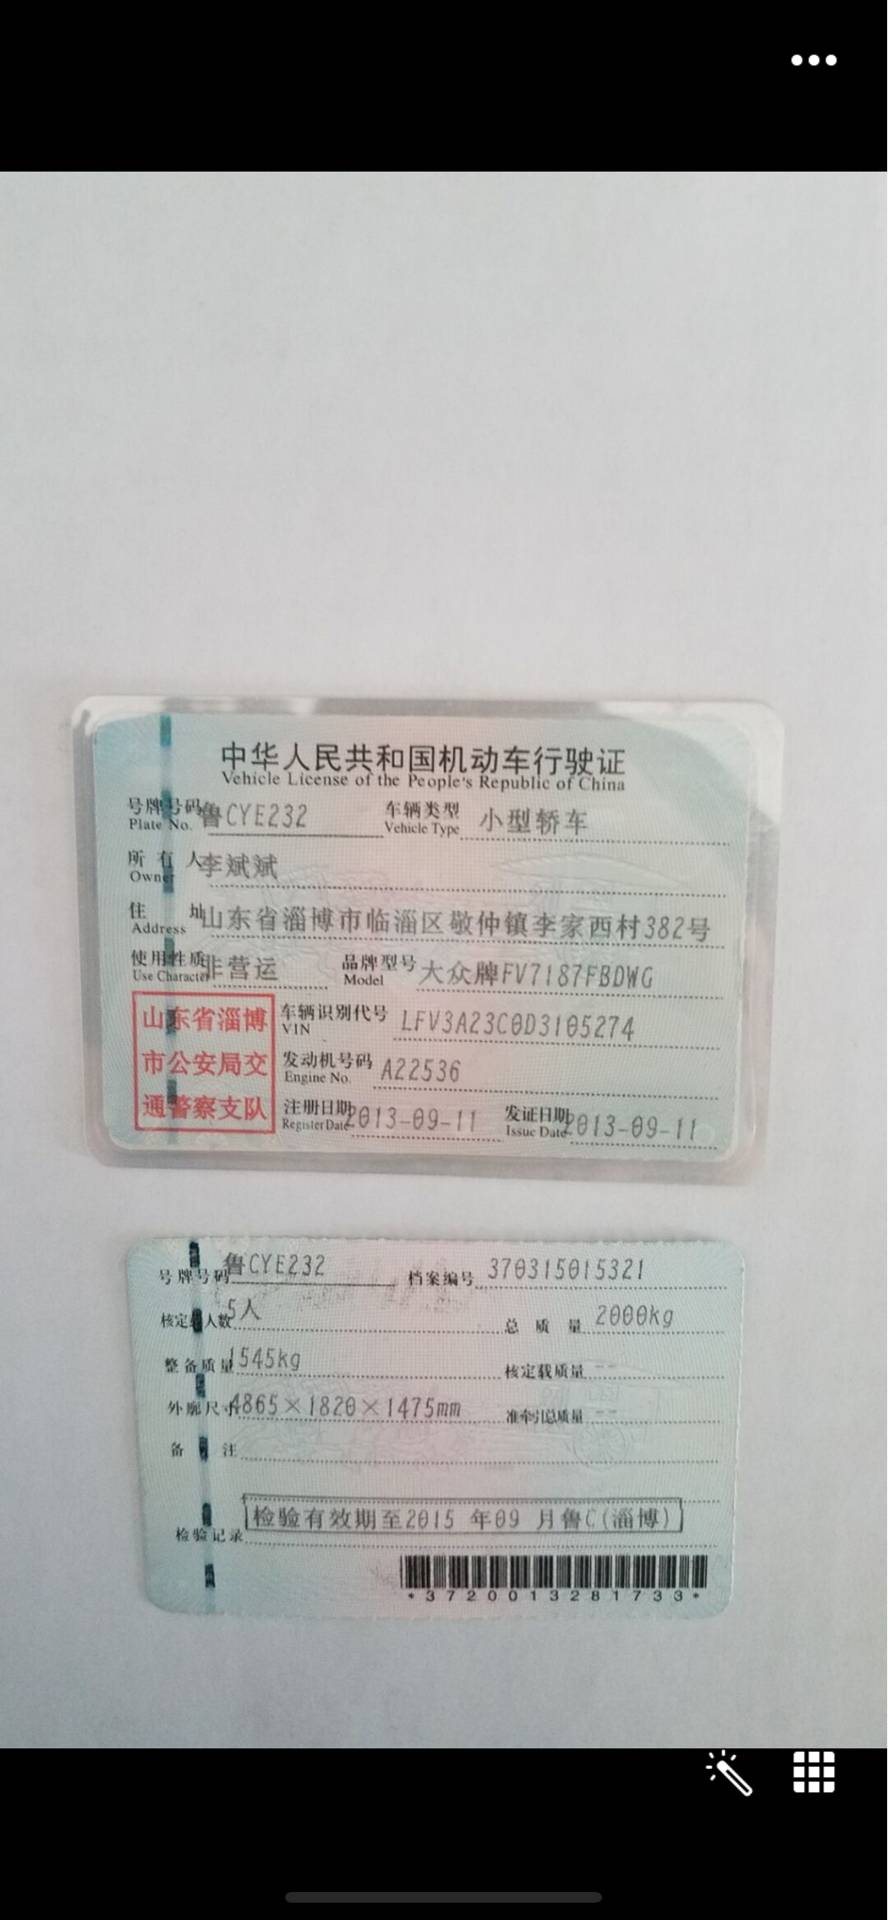 中华人民共和国机动车行驶证
Vehicle License of the People's Republic of China
号牌号码 鲁CYE232 车辆类型 小型轿车
Plate No. Vehicle Type
所有人 李斌斌
Owner
住址 山东省淄博市临淄区敬仲镇李家西村382号
Address
使用性质 非营运 品牌型号 大众牌FV7187FBDWG
Use Character Model
山东省淄博
市公安局交
通警察支队
车辆识别代号 LFV3A23C0D3105274
VIN
发动机号码 A22536
Engine No.
注册日期 2013-09-11 发证日期 2013-09-11
Register Date Issue Date
号牌号码 鲁CYE232 档案编号 370315015321
核定载人数 5人 总质量 2000kg
整备质量 1545kg 核定载质量 --
外廓尺寸 4865×1820×1475mm 准牵引总质量 --
备注
检验记录 检验有效期至2015 年09 月鲁C(淄博)
*3720013281733*